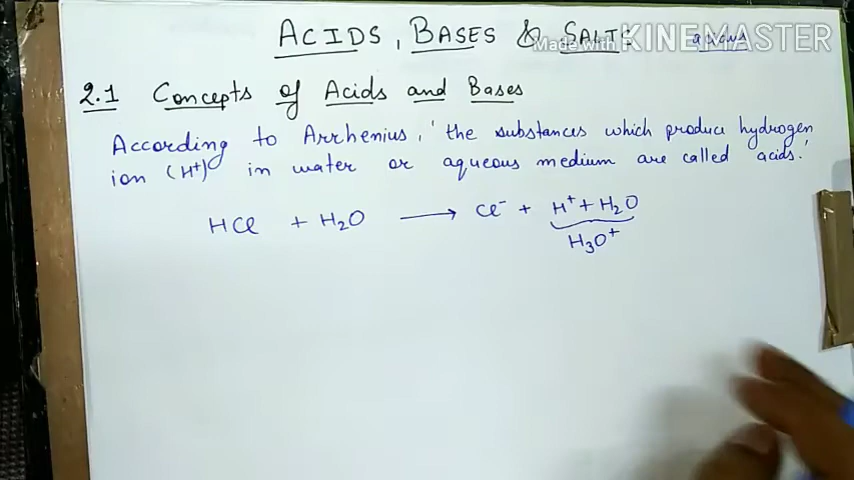 ACIDS, BASES & SALTS
Made with KINEMASTER
2.1 Concepts of Acids and Bases
According to Arrhenius, 'the substances which produce hydrogen
ion (H⁺) in water or aqueous medium are called acids.'
HCl + H₂O ⟶ Cl⁻ + H⁺ + H₂O
H₃O⁺